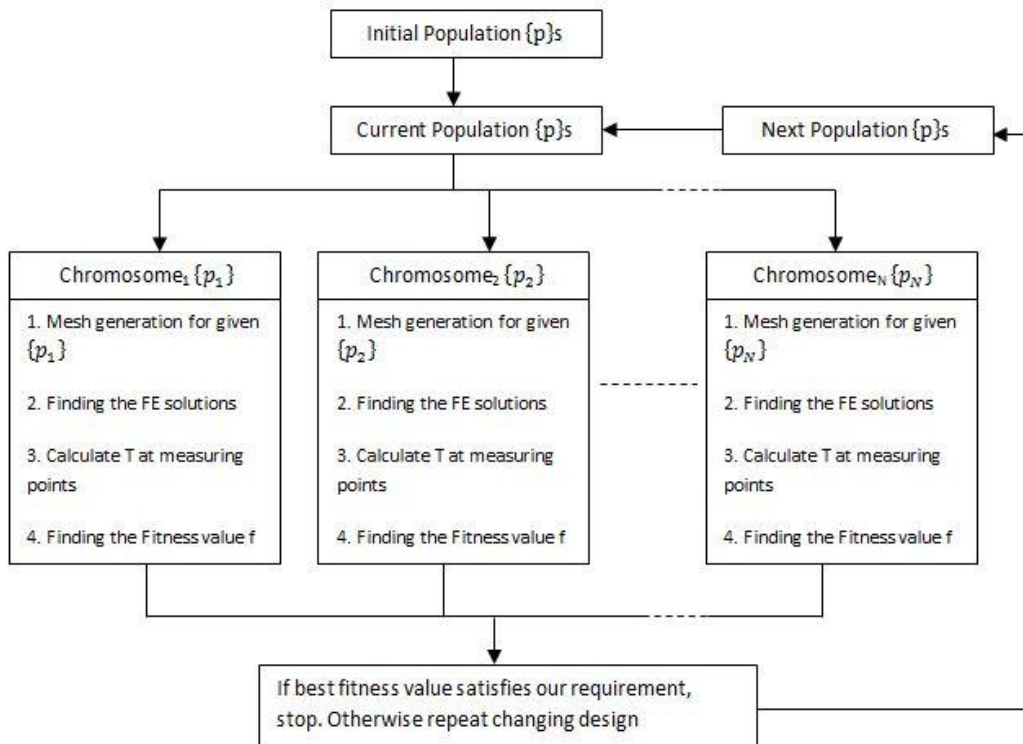 Initial Population {p}s
Current Population {p}s
Next Population {p}s
Chromosome₁ {p₁}
1. Mesh generation for given
{p₁}
2. Finding the FE solutions
3. Calculate T at measuring
points
4. Finding the Fitness value f
Chromosome₂ {p₂}
1. Mesh generation for given
{p₂}
2. Finding the FE solutions
3. Calculate T at measuring
points
4. Finding the Fitness value f
Chromosome_N {p_N}
1. Mesh generation for given
{p_N}
2. Finding the FE solutions
3. Calculate T at measuring
points
4. Finding the Fitness value f
If best fitness value satisfies our requirement,
stop. Otherwise repeat changing design